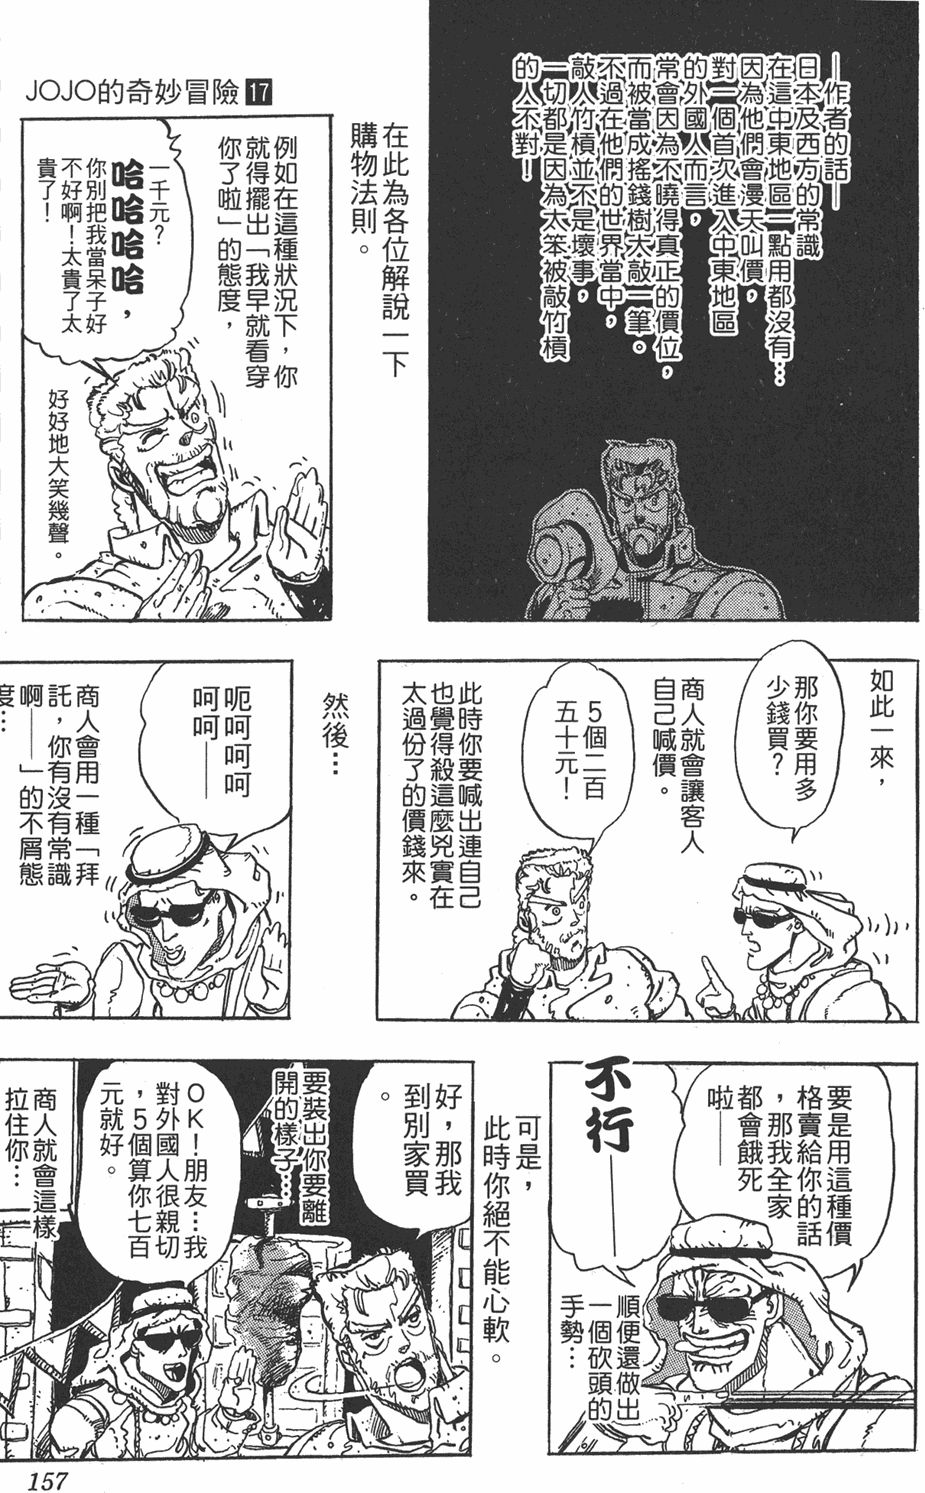 JOJO的奇妙冒險 17
—作者的話—
日本及西方的常識
在這中東地區一點用都沒有…
因為他們會漫天叫價，
對一個首次進入中東地區
的外國人而言，
常會因為不曉得真正的價位，
而被當成搖錢樹大敲一筆。
不過在他們的世界當中，
敲人竹槓並不是壞事，
一切都是因為太笨被敲竹槓
的人不對！
在此為各位解說一下
購物法則。
例如在這種狀況下，你
就得擺出「我早就看穿
你了啦」的態度，
哈哈哈哈，
一千元？
你別把我當呆子好
不好啊！太貴了太
貴了！
好好地大笑幾聲。
如此一來，
那你要用多
少錢買？
商人就會讓客人
自己喊價。
5個二百
五十元！
此時你要喊出連自己
也覺得殺這麼兇實在
太過份了的價錢來。
然後…
呃呵呵呵
呵呵—
商人會用一種「拜
託，你有沒有常識
啊——」的不屑態
度…
要是用這種價
格賣給你的話
，那我全家
都會餓死
啦—
不行——
順便還做出
一個砍頭的
手勢…
可是，
此時你絕不能心軟。
好，那我
到別家買
。
要裝出你要離
開的樣子…
OK！朋友…我
對外國人很親切
，5個算你七百
元就好。
商人就會這樣
拉住你…
157